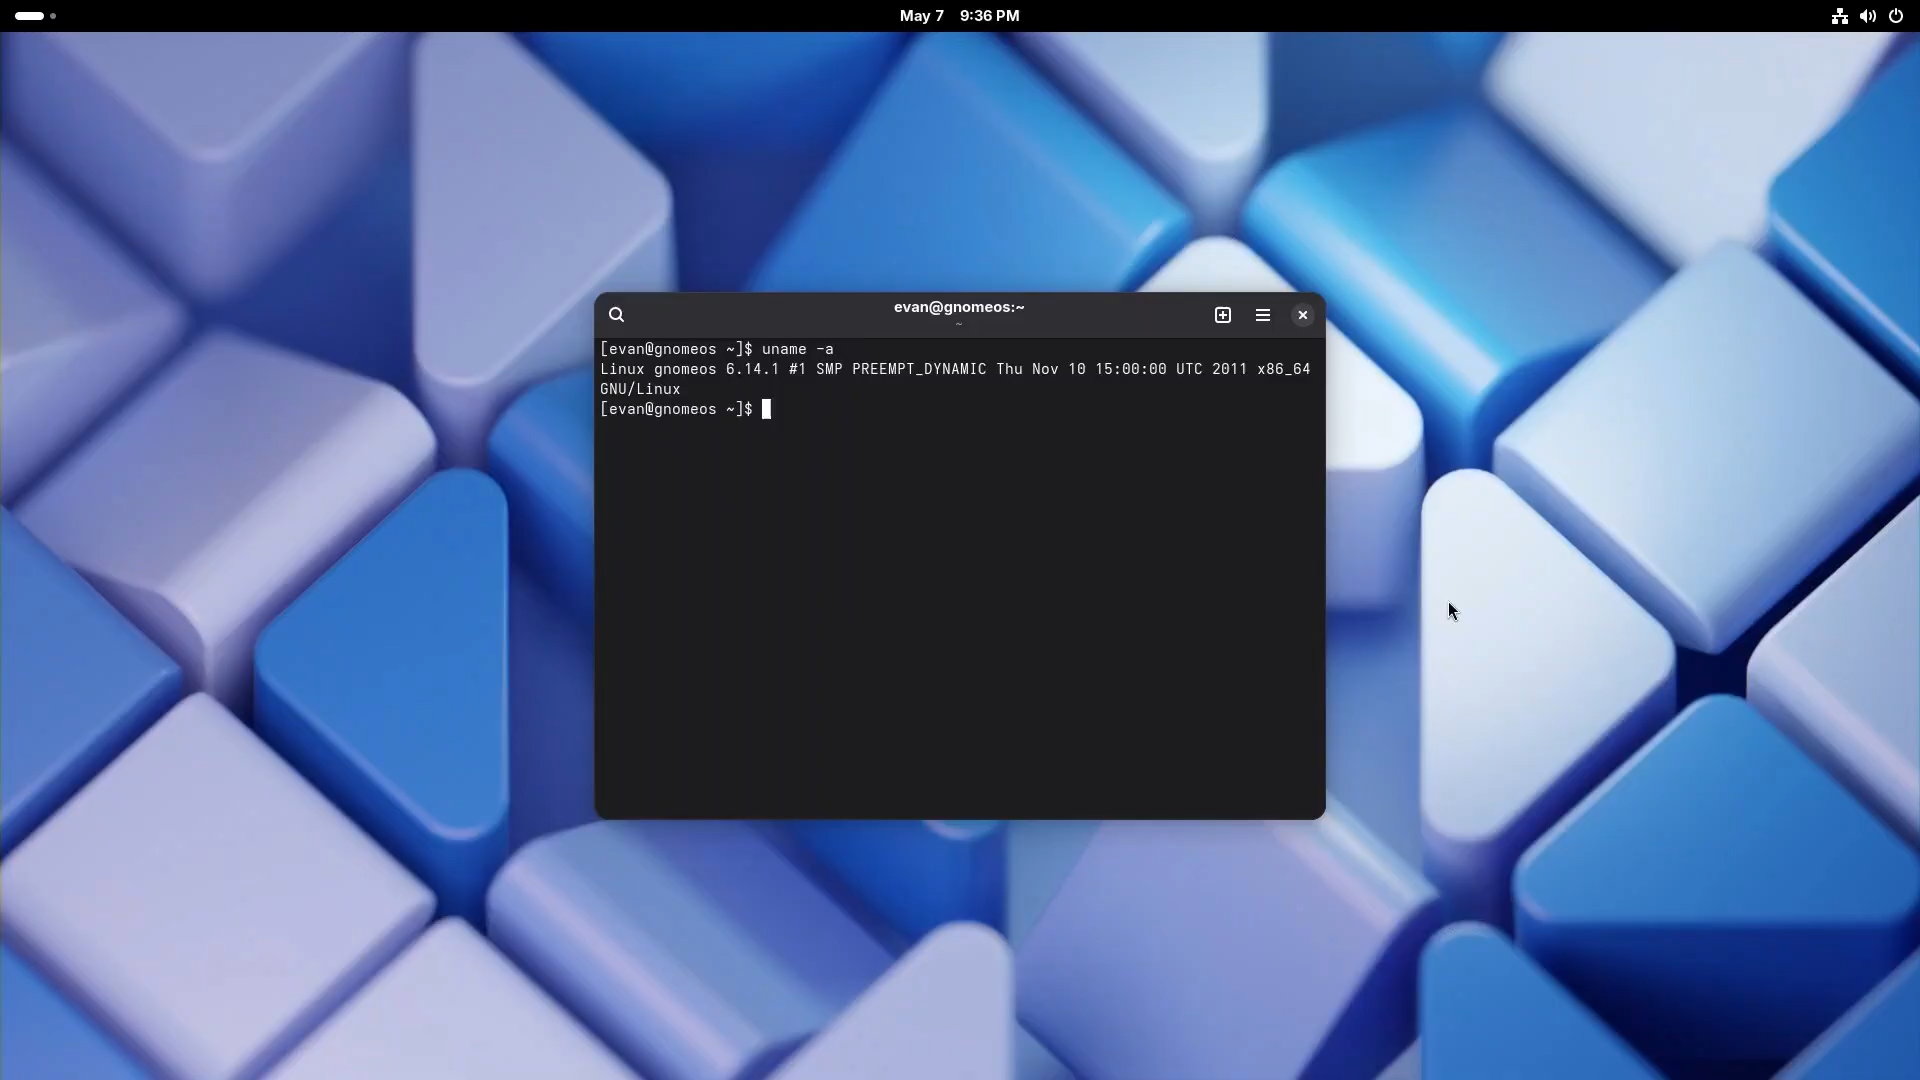 May 7 9:36 PM
evan@gnomeos:~
~
[evan@gnomeos ~]$ uname -a
Linux gnomeos 6.14.1 #1 SMP PREEMPT_DYNAMIC Thu Nov 10 15:00:00 UTC 2011 x86_64
GNU/Linux
[evan@gnomeos ~]$